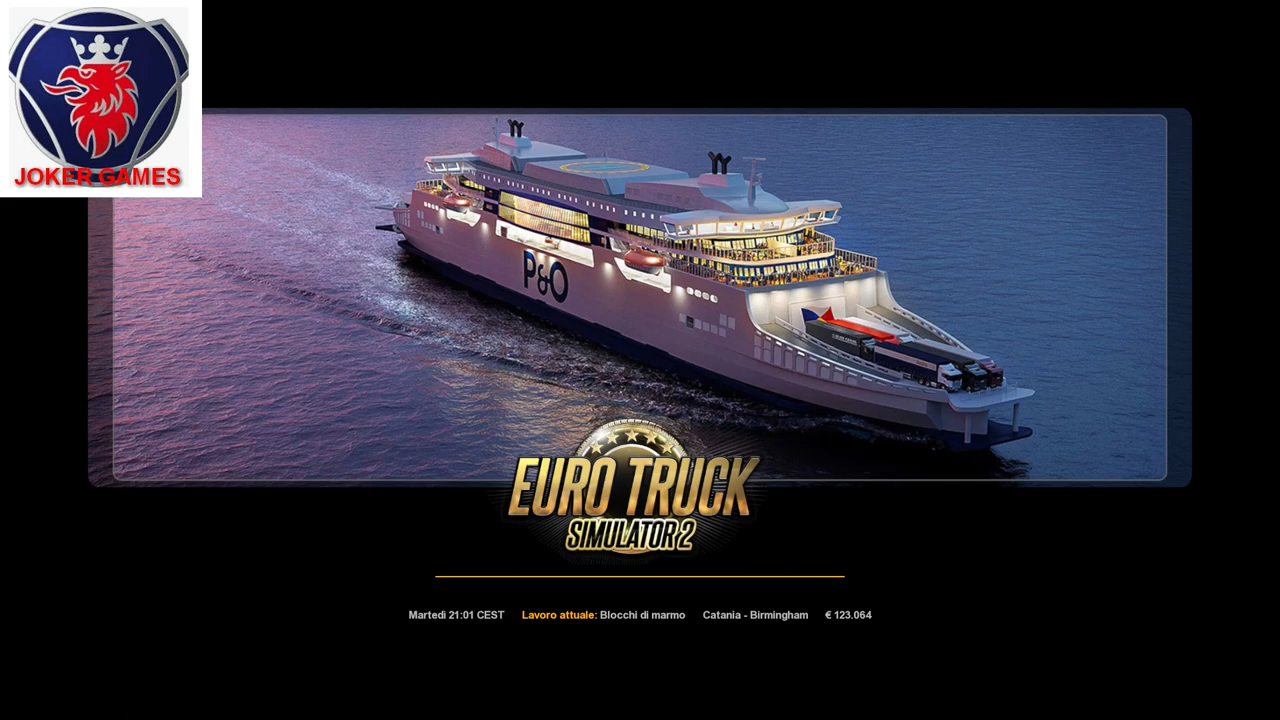 JOKER GAMES
P&O
EURO TRUCK
SIMULATOR 2
Martedì 21:01 CEST Lavoro attuale: Blocchi di marmo Catania - Birmingham € 123.064